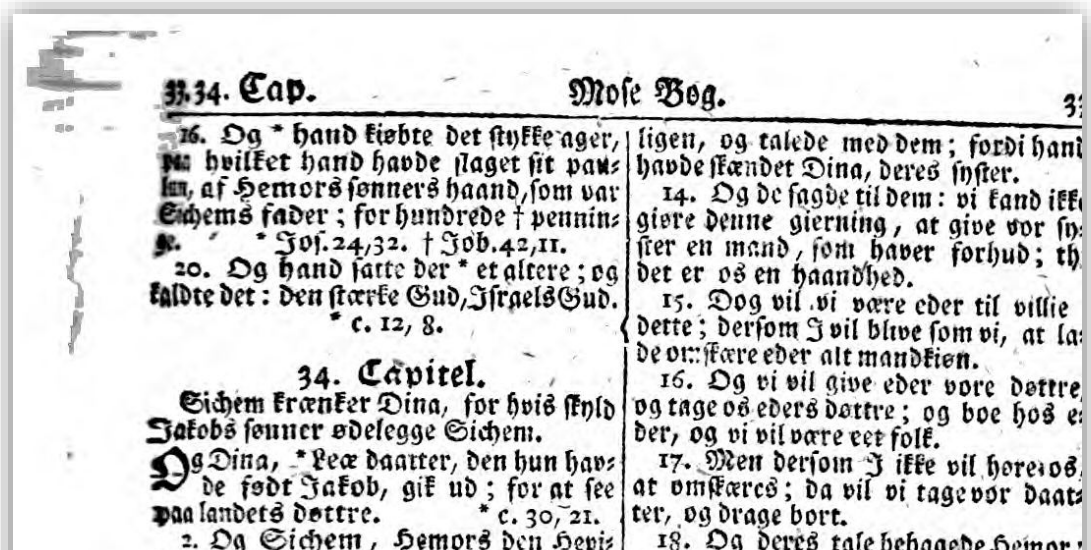 33.34. Cap.
Mose Bog.
16. Og * hand kiøbte det stykke ager,
paa hvilket hand havde slaget sit pau⸗
lun, af Hemors sønners haand, som var
Sichems fader ; for hundrede † pennin⸗
ge. * Jos. 24,32. † Job. 42,11.
20. Og hand satte der * et altere ; og
kaldte det : den stærke Gud, Israels Gud.
* c. 12, 8.
34. Capitel.
Sichem krænker Dina, for hvis skyld
Jakobs sønner ødelegge Sichem.
Og Dina, * Leæ daatter, den hun hav⸗
de født Jakob, gik ud ; for at see
paa landets døttre. * c. 30, 21.
2. Og Sichem, Hemors den Hevi⸗
ligen, og talede med dem ; fordi hand
havde skændet Dina, deres syster.
14. Og de sagde til dem : vi kand ikke
giøre denne gierning, at give vor sy⸗
ster en mand, som haver forhud ; th
det er os en haandhed.
15. Dog vil vi være eder til villie
dette ; dersom I vil blive som vi, at la⸗
de omskære eder alt mandkiøn.
16. Og vi vil give eder vore døttre
og tage os eders døttre ; og boe hos e⸗
der, og vi vil være eet folk.
17. Men dersom I ikke vil høre os,
at omskæres ; da vil vi tage vor daat⸗
ter, og drage bort.
18. Og deres tale behagede Hemor